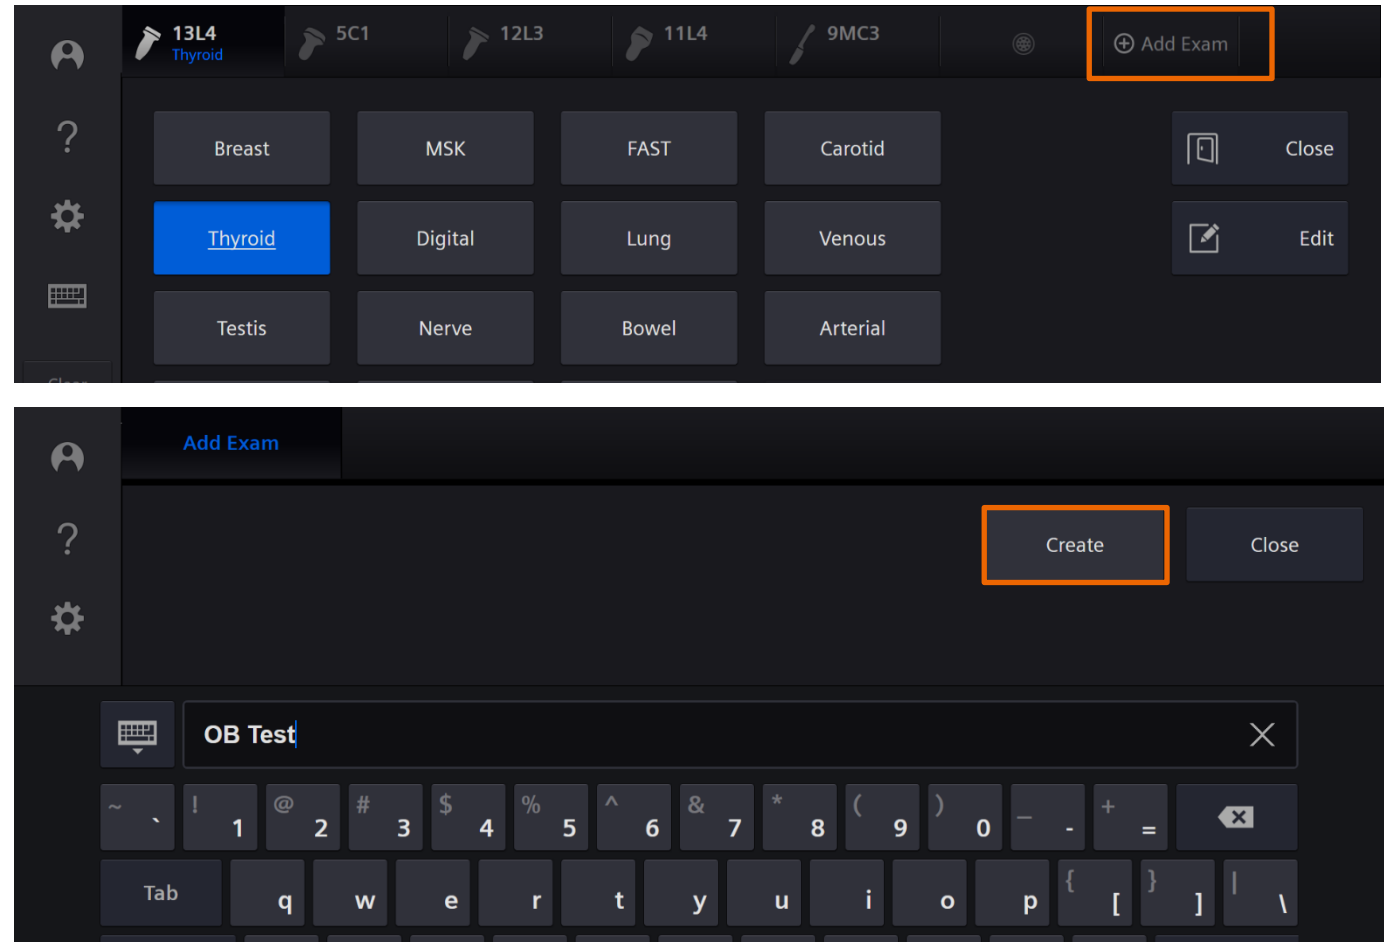 13L4 5C1 12L3 11L4 9MC3 Add Exam
Thyroid
Breast MSK FAST Carotid Close
Thyroid Digital Lung Venous Edit
Testis Nerve Bowel Arterial
Add Exam
Create Close
OB Test
~ ` ! 1 @ 2 # 3 $ 4 % 5 ^ 6 & 7 * 8 ( 9 ) 0 _ - + =
Tab q w e r t y u i o p { [ } ] | \